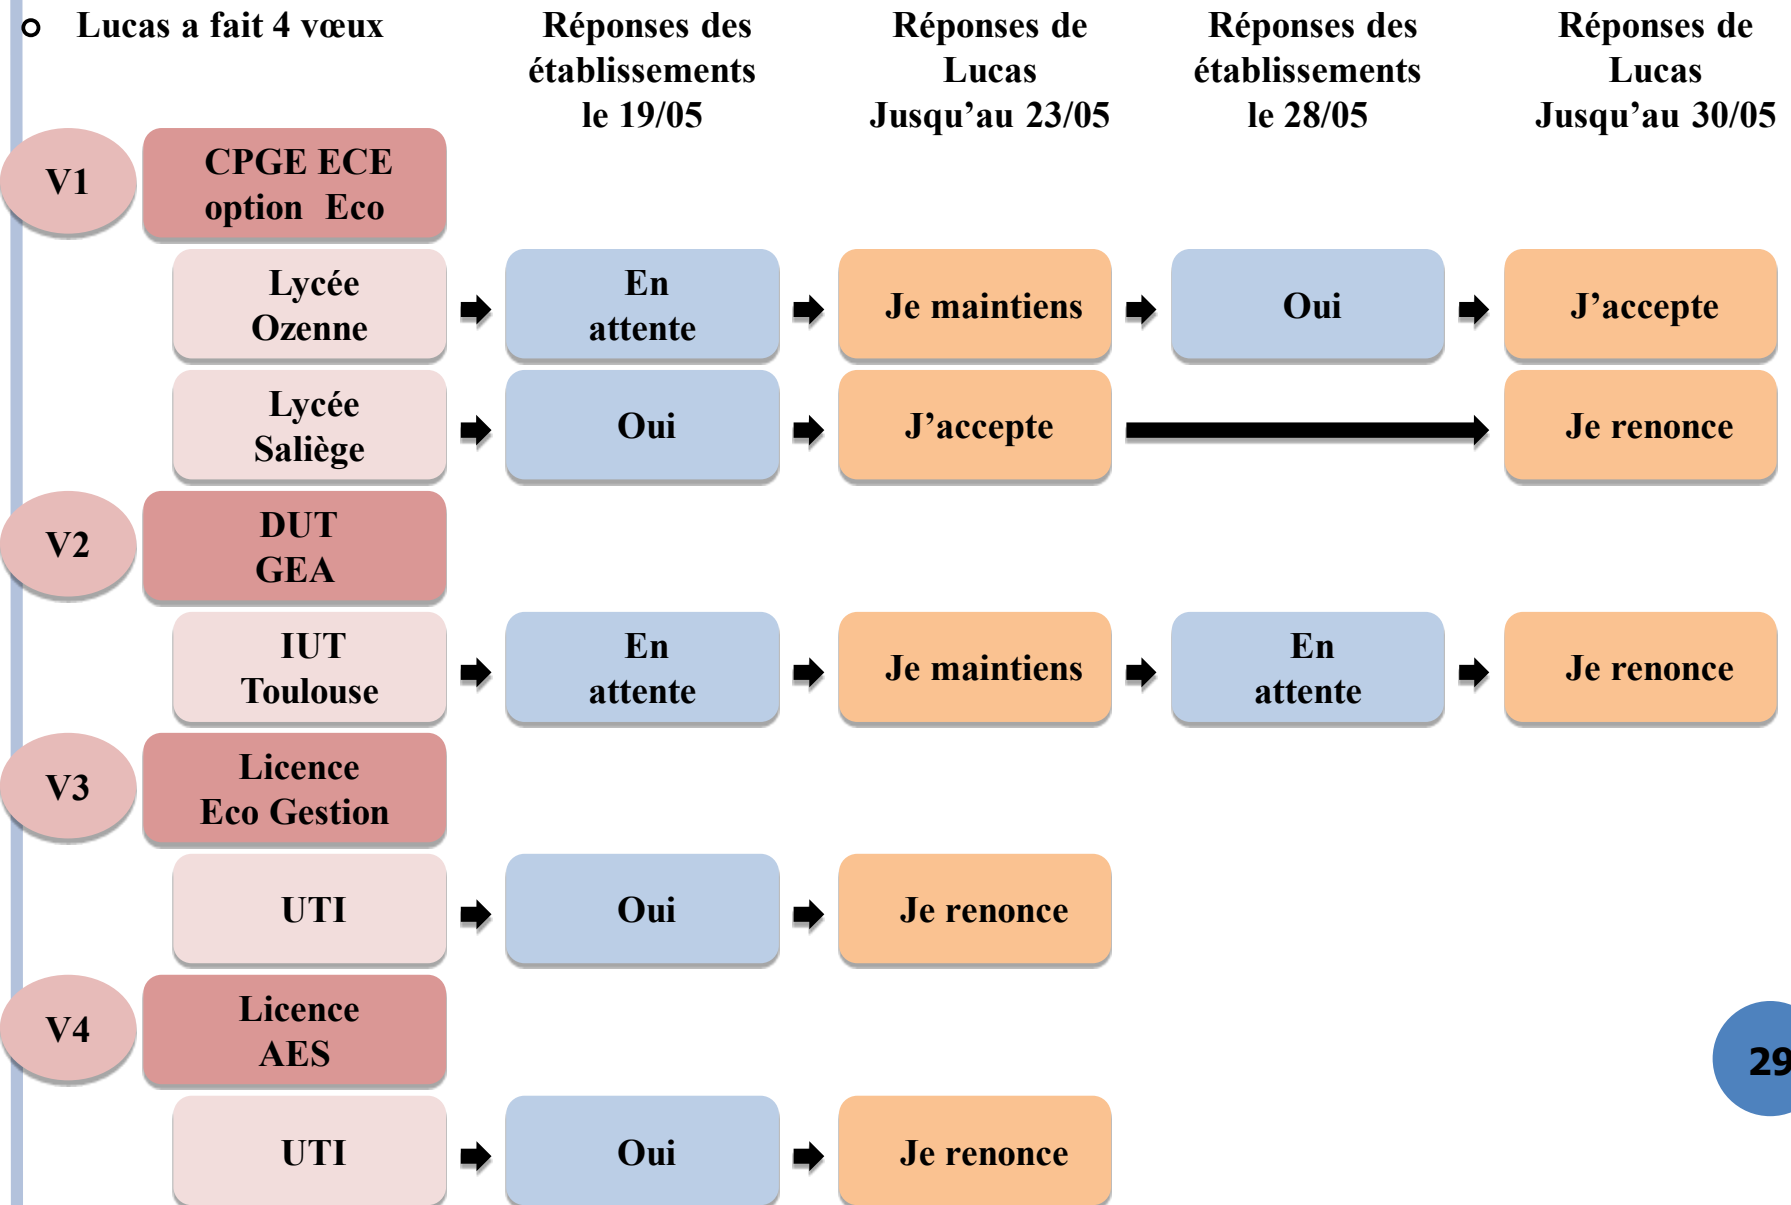 Lucas a fait 4 vœux
Réponses des
établissements
le 19/05
Réponses de
Lucas
Jusqu’au 23/05
Réponses des
établissements
le 28/05
Réponses de
Lucas
Jusqu’au 30/05
V1
CPGE ECE
option Eco
Lycée
Ozenne
En
attente
Je maintiens
Oui
J’accepte
Lycée
Saliège
Oui
J’accepte
Je renonce
V2
DUT
GEA
IUT
Toulouse
En
attente
Je maintiens
En
attente
Je renonce
V3
Licence
Eco Gestion
UTI
Oui
Je renonce
V4
Licence
AES
29
UTI
Oui
Je renonce